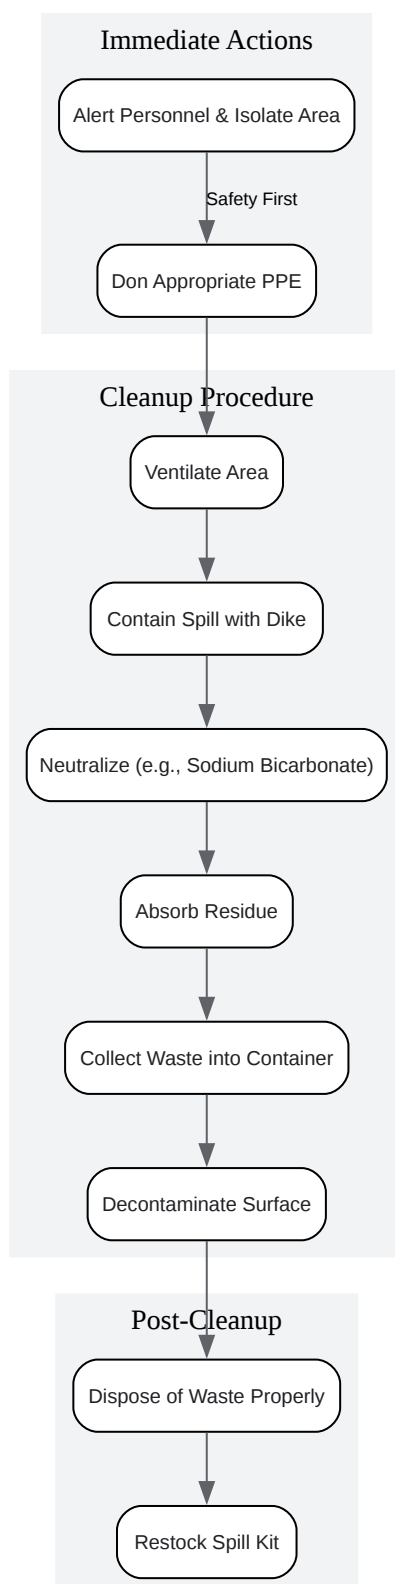 Immediate Actions
Alert Personnel & Isolate Area
Safety First
Don Appropriate PPE
Cleanup Procedure
Ventilate Area
Contain Spill with Dike
Neutralize (e.g., Sodium Bicarbonate)
Absorb Residue
Collect Waste into Container
Decontaminate Surface
Post-Cleanup
Dispose of Waste Properly
Restock Spill Kit